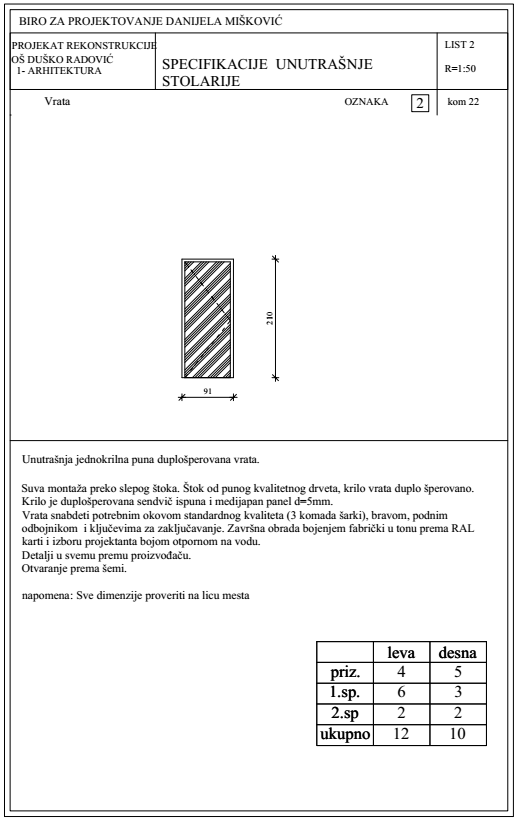 BIRO ZA PROJEKTOVANJE DANIJELA MIŠKOVIĆ
PROJEKAT REKONSTRUKCIJE
OŠ DUŠKO RADOVIĆ
1- ARHITEKTURA
SPECIFIKACIJE UNUTRAŠNJE
STOLARIJE
LIST 2
R=1:50
Vrata
OZNAKA 2
kom 22
210
91
Unutrašnja jednokrilna puna duplošperovana vrata.
Suva montaža preko slepog štoka. Štok od punog kvalitetnog drveta, krilo vrata duplo šperovano.
Krilo je duplošperovana sendvič ispuna i medijapan panel d=5mm.
Vrata snabdeti potrebnim okovom standardnog kvaliteta (3 komada šarki), bravom, podnim
odbojnikom i ključevima za zaključavanje. Završna obrada bojenjem fabrički u tonu prema RAL
karti i izboru projektanta bojom otpornom na vodu.
Detalji u svemu premu proizvođaču.
Otvaranje prema šemi.
napomena: Sve dimenzije proveriti na licu mesta
leva desna
priz. 4 5
1.sp. 6 3
2.sp 2 2
ukupno 12 10